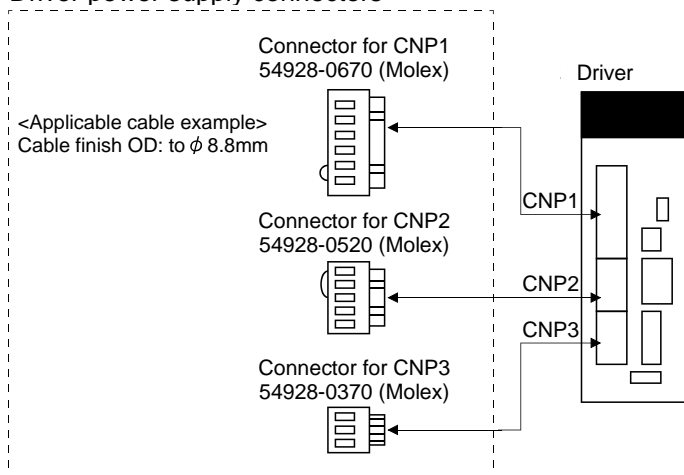 Driver power supply connectors
Connector for CNP1
54928-0670 (Molex)
<Applicable cable example>
Cable finish OD: to ϕ 8.8mm
Driver
CNP1
Connector for CNP2
54928-0520 (Molex)
CNP2
CNP3
Connector for CNP3
54928-0370 (Molex)